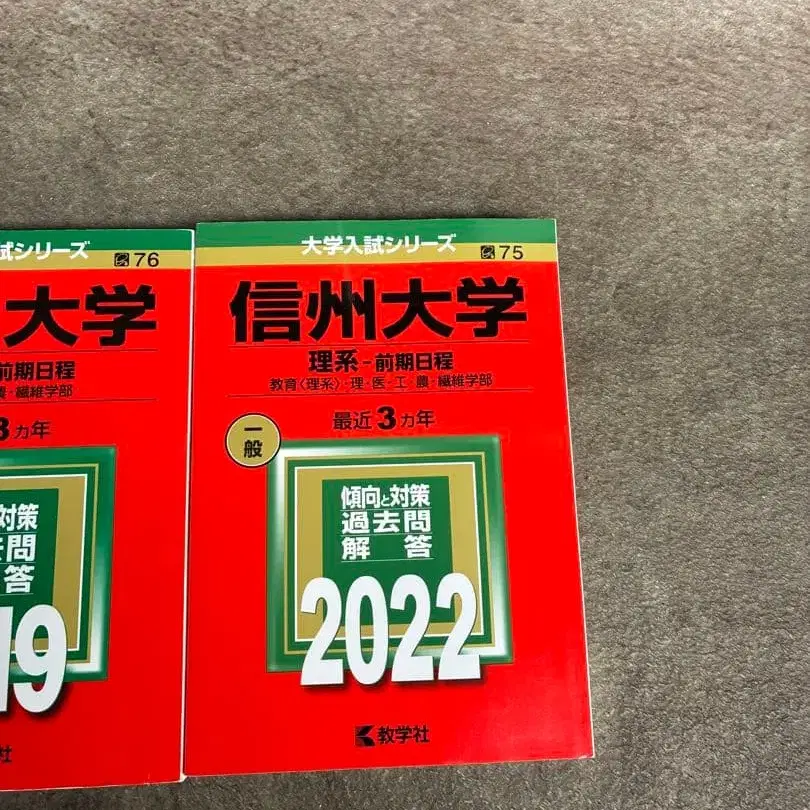 試シリーズ
76
大学
前期日程
・繊維学部
3カ年
対策
去問
答
19
社
大学入試シリーズ
75
信州大学
理系-前期日程
教育〈理系〉・理・医・工・農・繊維学部
最近3カ年
一般
傾向と対策
過去問
解答
2022
教学社